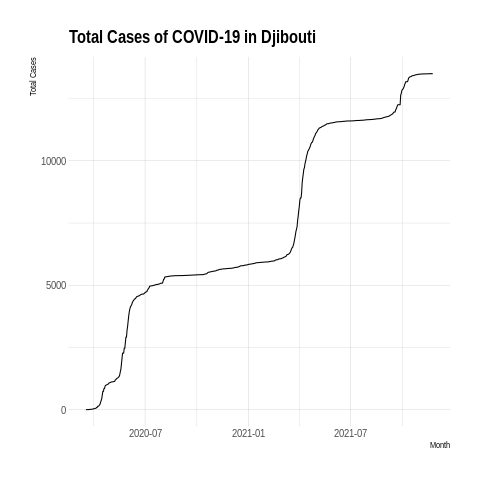 Total Cases of COVID-19 in Djibouti
Total Cases
10000
5000
0
2020-07
2021-01
2021-07
Month